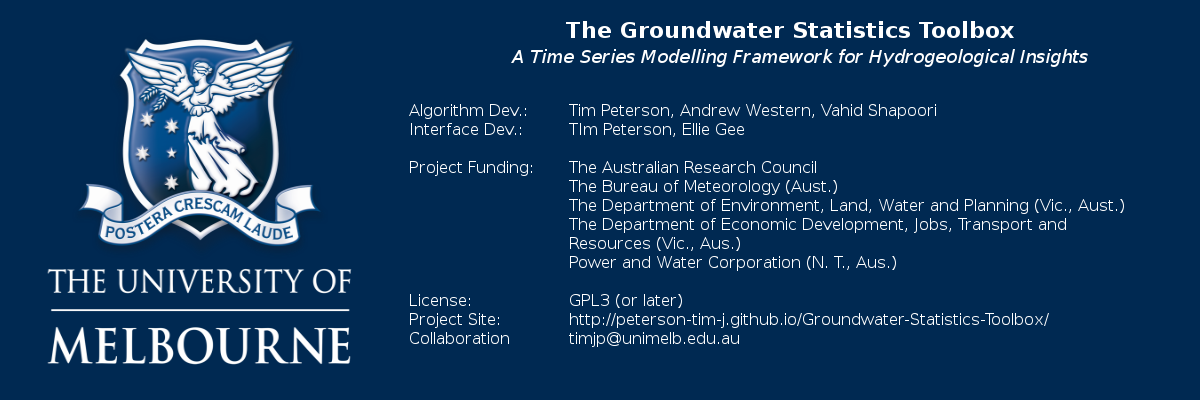 POSTERA CRESCAM LAUDE
THE UNIVERSITY OF
MELBOURNE
The Groundwater Statistics Toolbox
A Time Series Modelling Framework for Hydrogeological Insights
Algorithm Dev.: Tim Peterson, Andrew Western, Vahid Shapoori
Interface Dev.: TIm Peterson, Ellie Gee
Project Funding: The Australian Research Council
The Bureau of Meteorology (Aust.)
The Department of Environment, Land, Water and Planning (Vic., Aust.)
The Department of Economic Development, Jobs, Transport and
Resources (Vic., Aus.)
Power and Water Corporation (N. T., Aus.)
License: GPL3 (or later)
Project Site: http://peterson-tim-j.github.io/Groundwater-Statistics-Toolbox/
Collaboration timjp@unimelb.edu.au